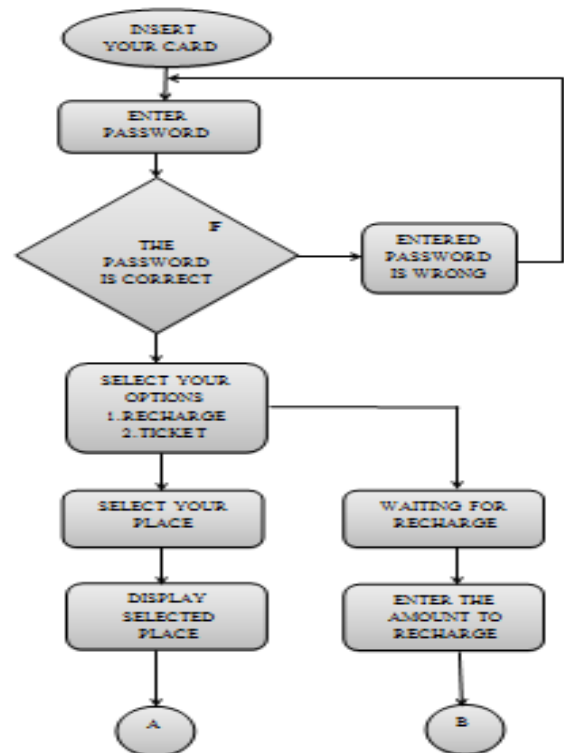 INSERT
YOUR CARD
ENTER
PASSWORD
IF
THE
PASSWORD
IS CORRECT
ENTERED
PASSWORD
IS WRONG
SELECT YOUR
OPTIONS
1.RECHARGE
2.TICKET
SELECT YOUR
PLACE
WAITING FOR
RECHARGE
DISPLAY
SELECTED
PLACE
ENTER THE
AMOUNT TO
RECHARGE
A
B